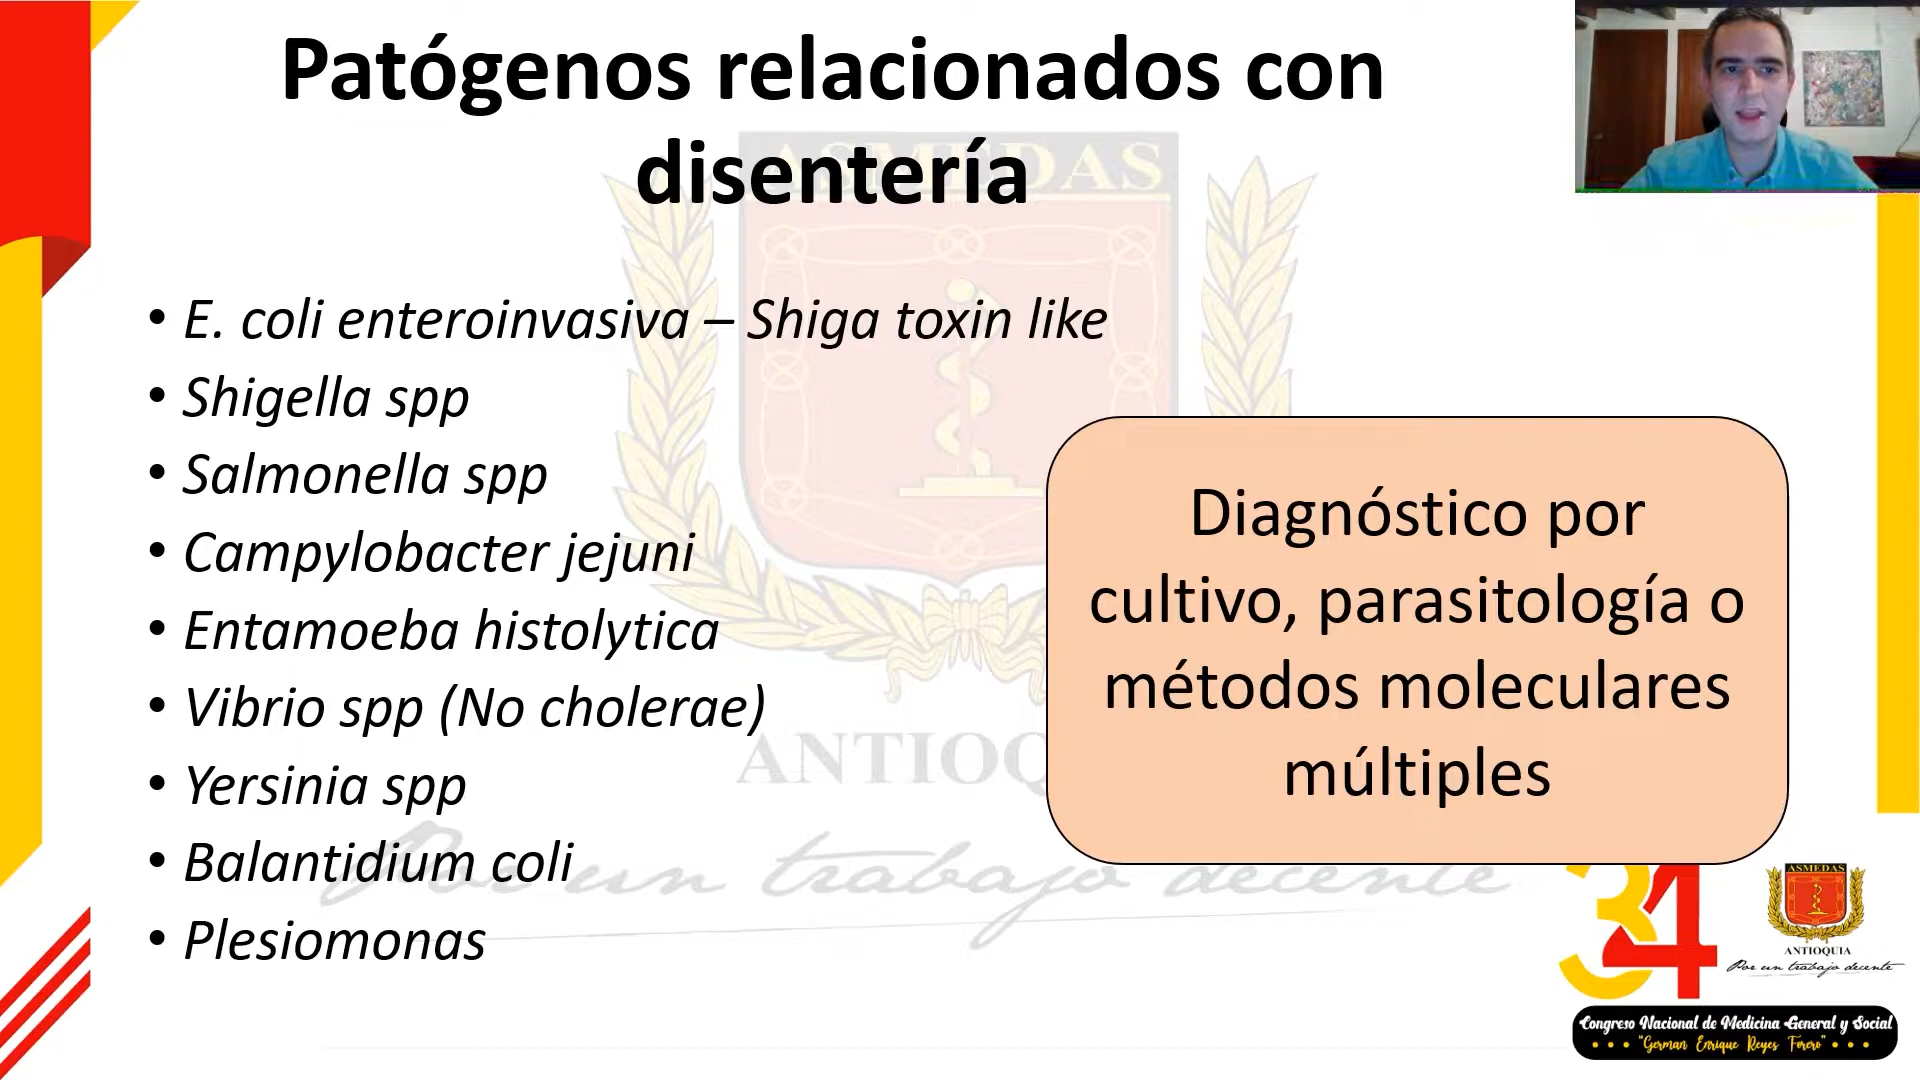 Patógenos relacionados con
disentería
• E. coli enteroinvasiva – Shiga toxin like
• Shigella spp
• Salmonella spp
• Campylobacter jejuni
• Entamoeba histolytica
• Vibrio spp (No cholerae)
• Yersinia spp
• Balantidium coli
• Plesiomonas
Diagnóstico por
cultivo, parasitología o
métodos moleculares
múltiples
ASMEDAS
ANTIOQ
Por un trabajo decente
34
ASMEDAS
ANTIOQUIA
Por un trabajo decente
Congreso Nacional de Medicina General y Social
"German Enrique Reyes Forero"